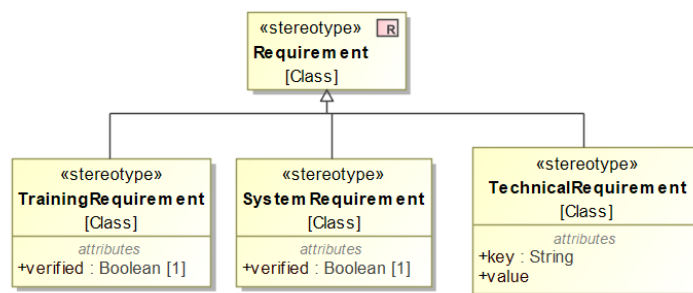 «stereotype»
R
Requirement
[Class]
«stereotype»
TrainingRequirement
[Class]
attributes
+verified : Boolean [1]
«stereotype»
SystemRequirement
[Class]
attributes
+verified : Boolean [1]
«stereotype»
TechnicalRequirement
[Class]
attributes
+key : String
+value